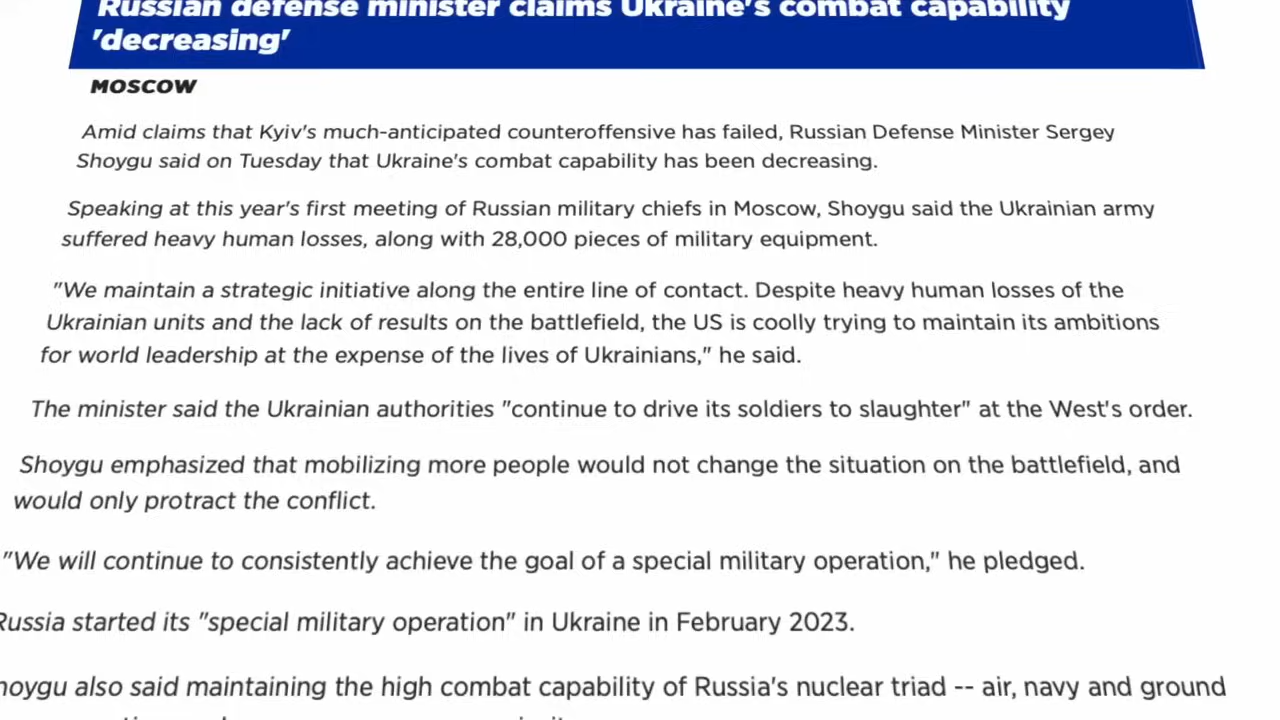 Russian defense minister claims Ukraine's combat capability
'decreasing'
MOSCOW
Amid claims that Kyiv's much-anticipated counteroffensive has failed, Russian Defense Minister Sergey
Shoygu said on Tuesday that Ukraine's combat capability has been decreasing.
Speaking at this year's first meeting of Russian military chiefs in Moscow, Shoygu said the Ukrainian army
suffered heavy human losses, along with 28,000 pieces of military equipment.
"We maintain a strategic initiative along the entire line of contact. Despite heavy human losses of the
Ukrainian units and the lack of results on the battlefield, the US is coolly trying to maintain its ambitions
for world leadership at the expense of the lives of Ukrainians," he said.
The minister said the Ukrainian authorities "continue to drive its soldiers to slaughter" at the West's order.
Shoygu emphasized that mobilizing more people would not change the situation on the battlefield, and
would only protract the conflict.
"We will continue to consistently achieve the goal of a special military operation," he pledged.
Russia started its "special military operation" in Ukraine in February 2023.
hoygu also said maintaining the high combat capability of Russia's nuclear triad -- air, navy and ground